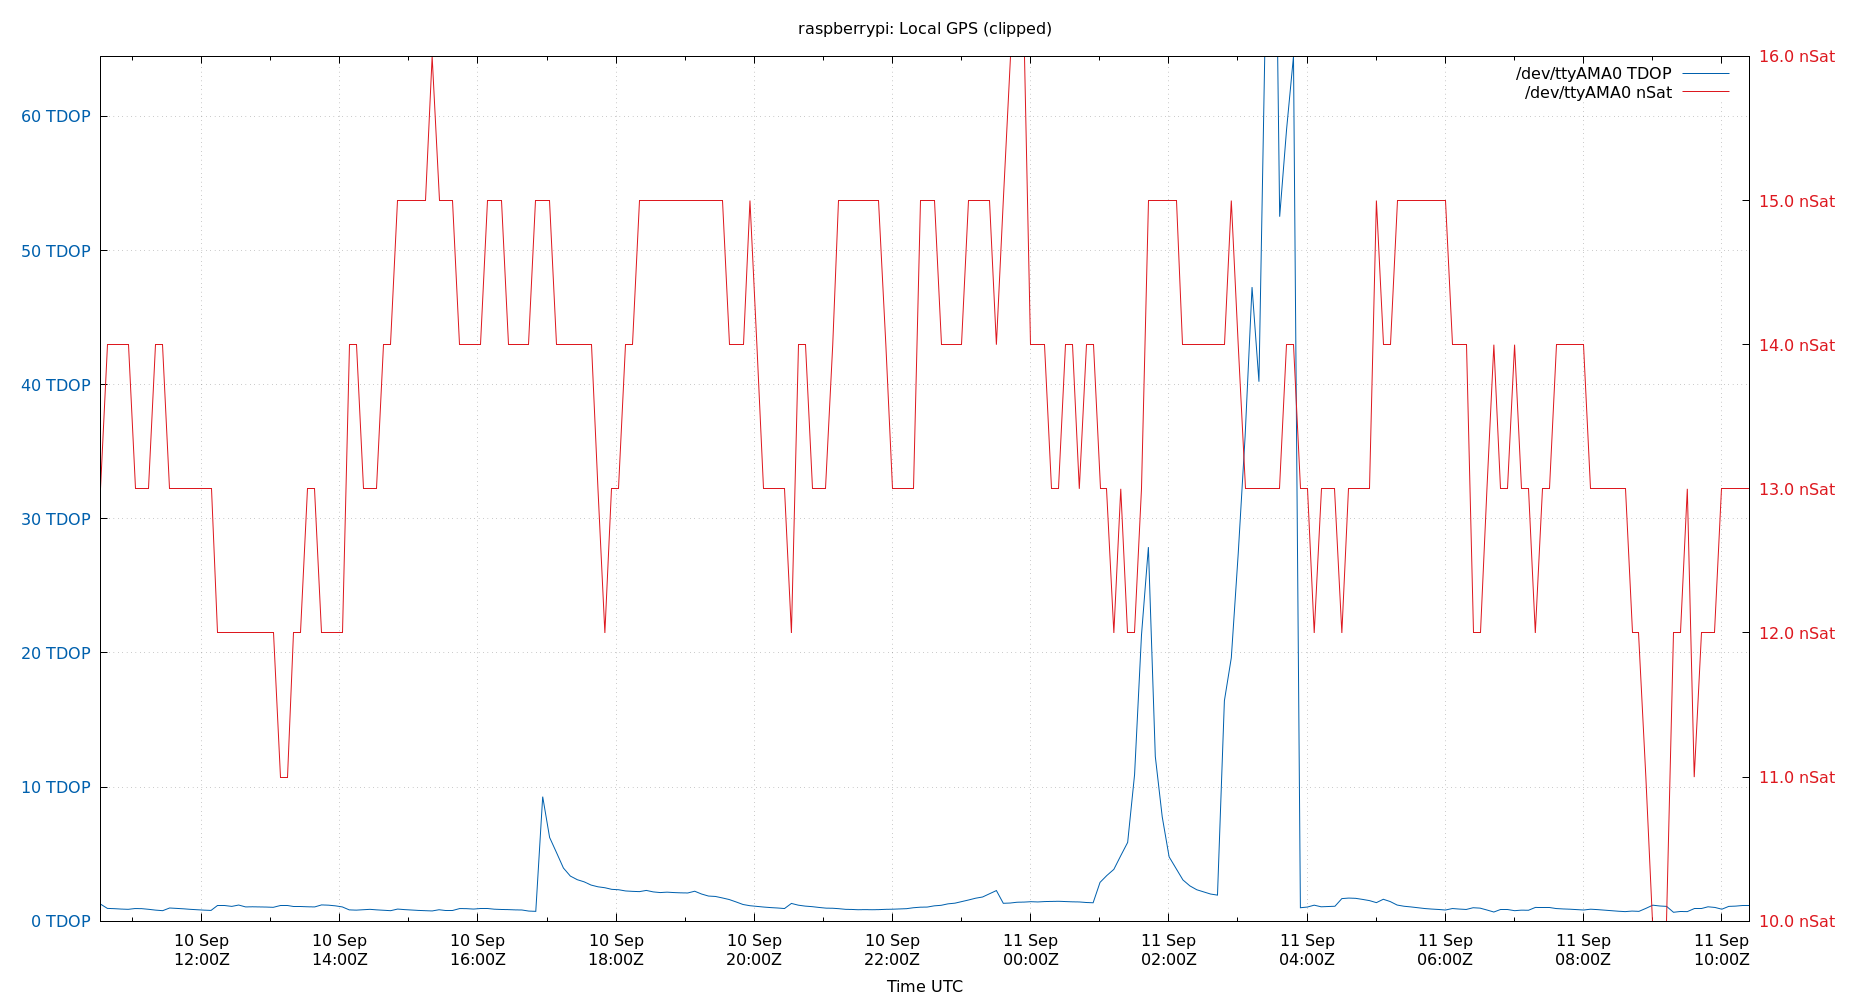 raspberrypi: Local GPS (clipped)
/dev/ttyAMA0 TDOP
/dev/ttyAMA0 nSat
60 TDOP
50 TDOP
40 TDOP
30 TDOP
20 TDOP
10 TDOP
0 TDOP
16.0 nSat
15.0 nSat
14.0 nSat
13.0 nSat
12.0 nSat
11.0 nSat
10.0 nSat
10 Sep
12:00Z
10 Sep
14:00Z
10 Sep
16:00Z
10 Sep
18:00Z
10 Sep
20:00Z
10 Sep
22:00Z
11 Sep
00:00Z
11 Sep
02:00Z
11 Sep
04:00Z
11 Sep
06:00Z
11 Sep
08:00Z
11 Sep
10:00Z
Time UTC